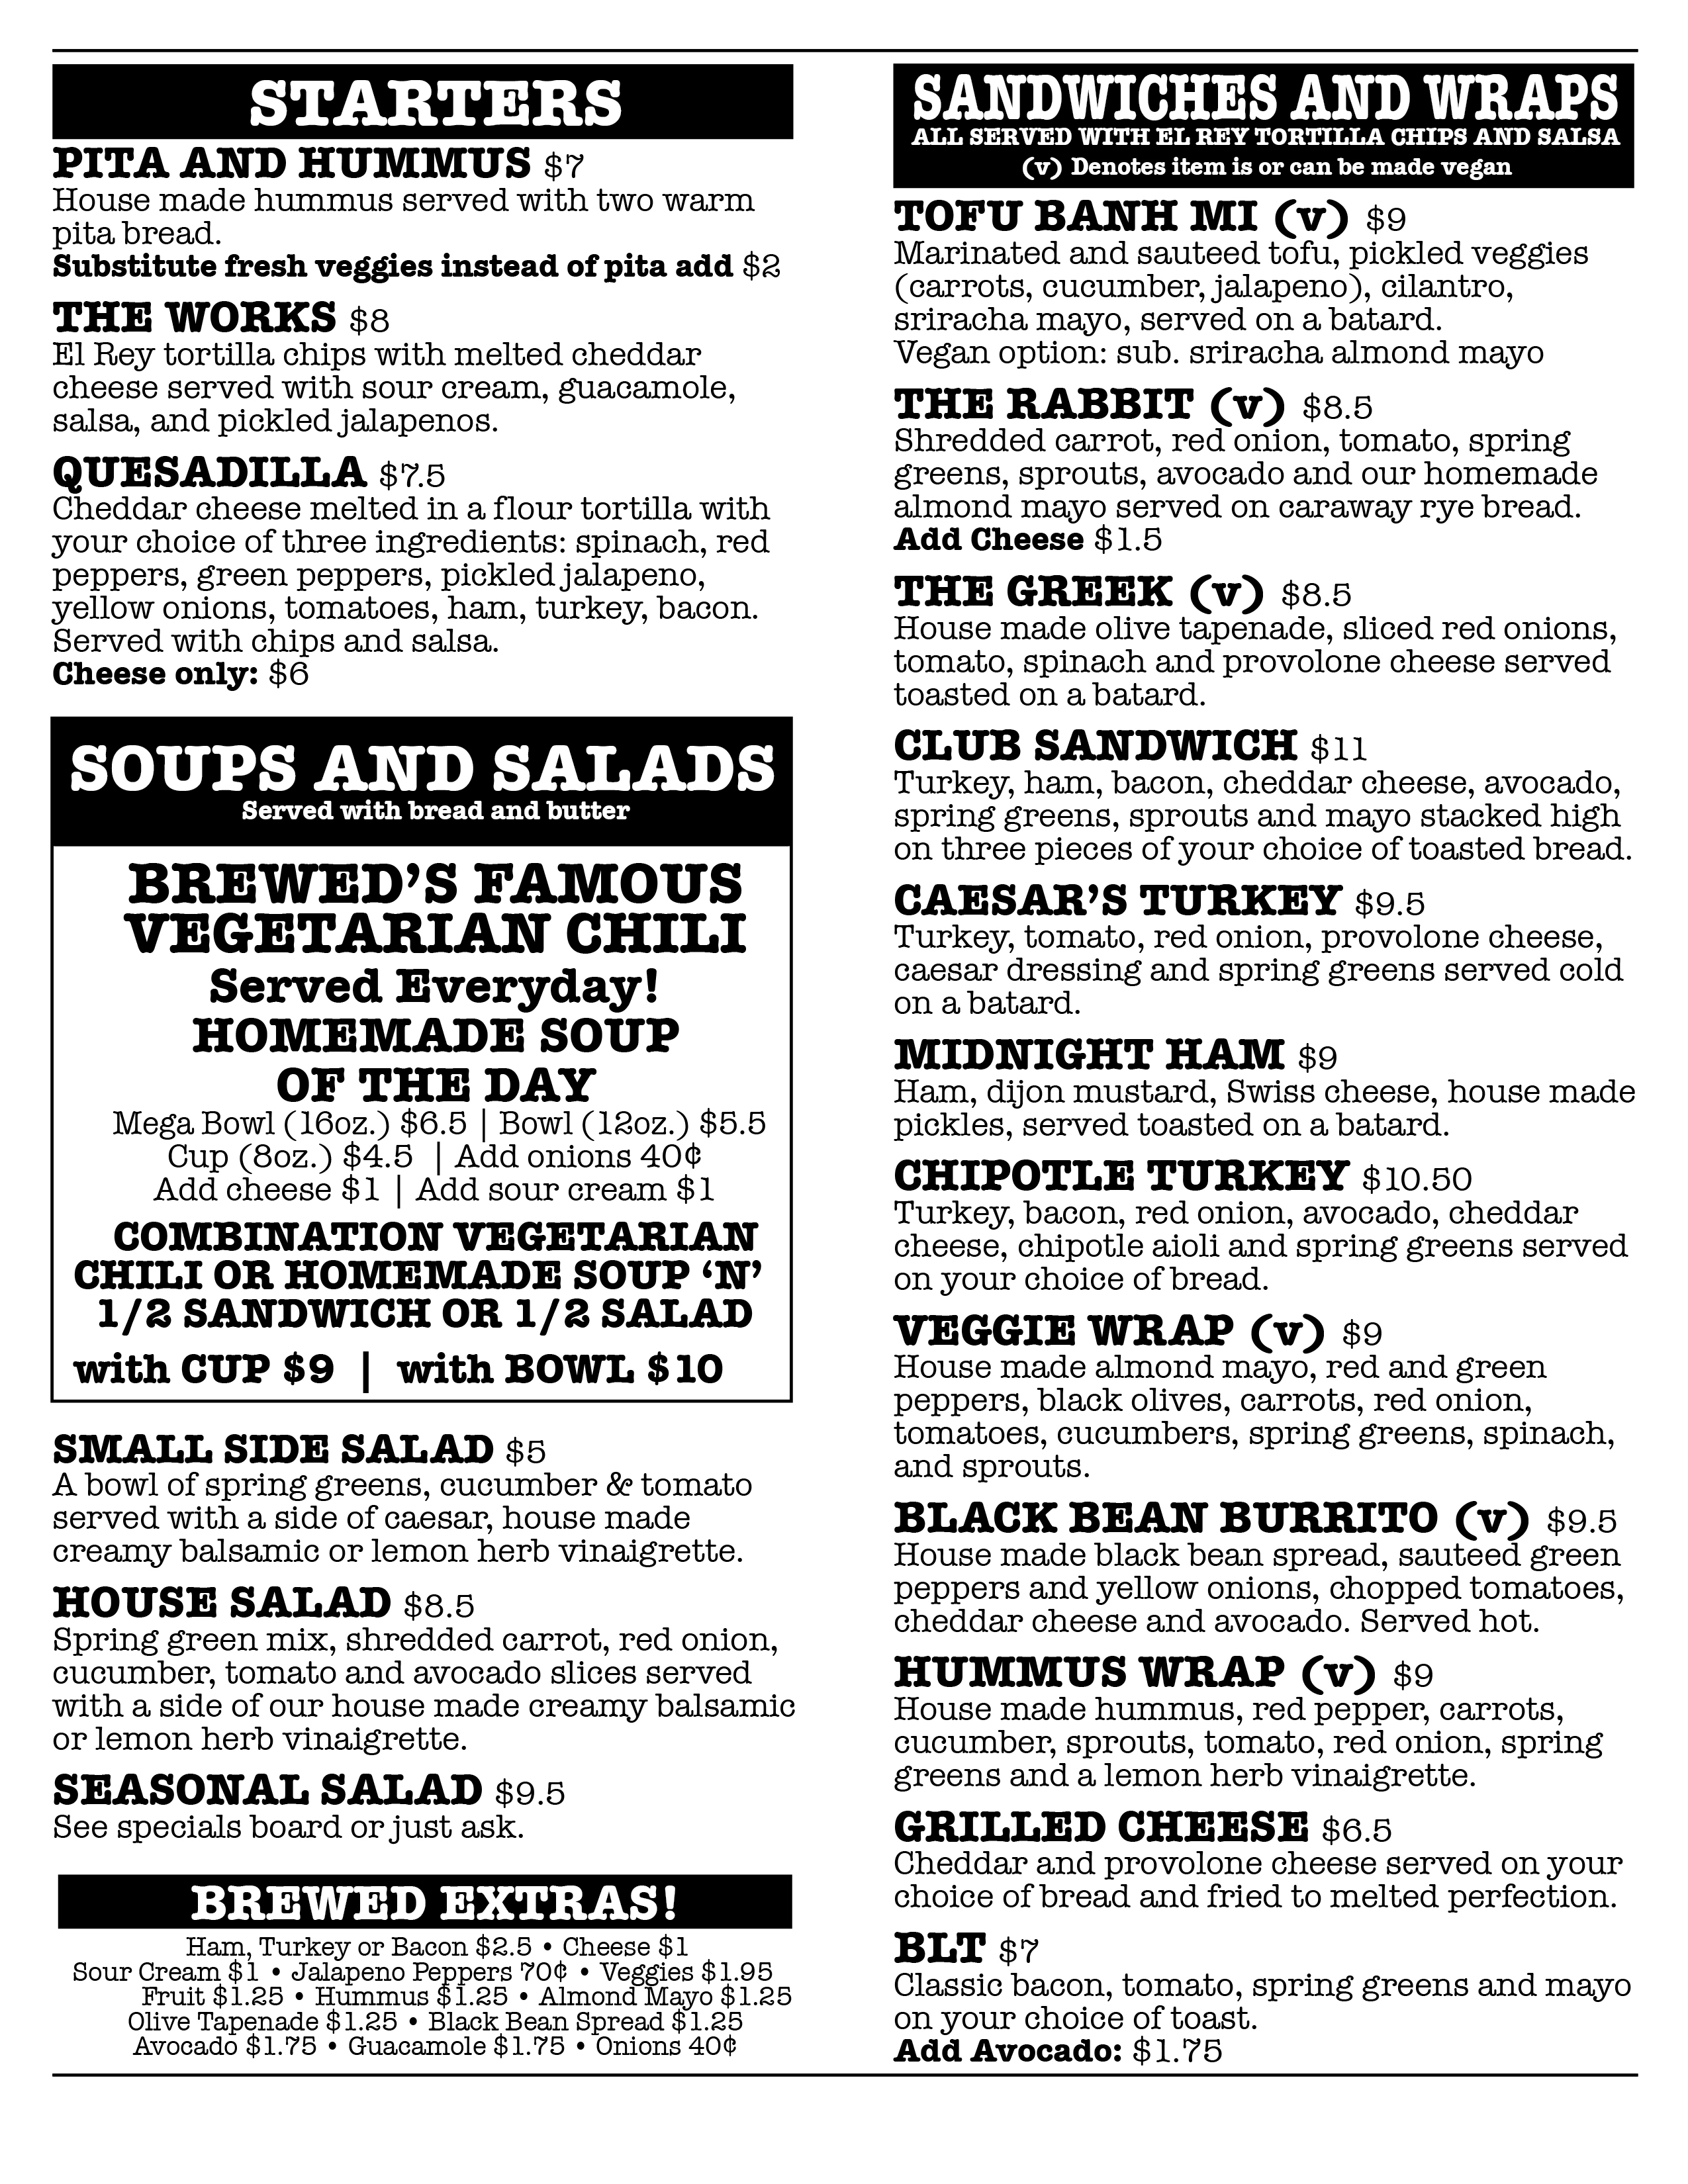 STARTERS
PITA AND HUMMUS $7
House made hummus served with two warm
pita bread.
Substitute fresh veggies instead of pita add $2
THE WORKS $8
El Rey tortilla chips with melted cheddar
cheese served with sour cream, guacamole,
salsa, and pickled jalapenos.
QUESADILLA $7.5
Cheddar cheese melted in a flour tortilla with
your choice of three ingredients: spinach, red
peppers, green peppers, pickled jalapeno,
yellow onions, tomatoes, ham, turkey, bacon.
Served with chips and salsa.
Cheese only: $6
SOUPS AND SALADS
Served with bread and butter
BREWED’S FAMOUS
VEGETARIAN CHILI
Served Everyday!
HOMEMADE SOUP
OF THE DAY
Mega Bowl (16oz.) $6.5 | Bowl (12oz.) $5.5
Cup (8oz.) $4.5 | Add onions 40¢
Add cheese $1 | Add sour cream $1
COMBINATION VEGETARIAN
CHILI OR HOMEMADE SOUP ‘N’
1/2 SANDWICH OR 1/2 SALAD
with CUP $9 | with BOWL $10
SMALL SIDE SALAD $5
A bowl of spring greens, cucumber & tomato
served with a side of caesar, house made
creamy balsamic or lemon herb vinaigrette.
HOUSE SALAD $8.5
Spring green mix, shredded carrot, red onion,
cucumber, tomato and avocado slices served
with a side of our house made creamy balsamic
or lemon herb vinaigrette.
SEASONAL SALAD $9.5
See specials board or just ask.
BREWED EXTRAS!
Ham, Turkey or Bacon $2.5 • Cheese $1
Sour Cream $1 • Jalapeno Peppers 70¢ • Veggies $1.95
Fruit $1.25 • Hummus $1.25 • Almond Mayo $1.25
Olive Tapenade $1.25 • Black Bean Spread $1.25
Avocado $1.75 • Guacamole $1.75 • Onions 40¢
SANDWICHES AND WRAPS
ALL SERVED WITH EL REY TORTILLA CHIPS AND SALSA
(v) Denotes item is or can be made vegan
TOFU BANH MI (v) $9
Marinated and sauteed tofu, pickled veggies
(carrots, cucumber, jalapeno), cilantro,
sriracha mayo, served on a batard.
Vegan option: sub. sriracha almond mayo
THE RABBIT (v) $8.5
Shredded carrot, red onion, tomato, spring
greens, sprouts, avocado and our homemade
almond mayo served on caraway rye bread.
Add Cheese $1.5
THE GREEK (v) $8.5
House made olive tapenade, sliced red onions,
tomato, spinach and provolone cheese served
toasted on a batard.
CLUB SANDWICH $11
Turkey, ham, bacon, cheddar cheese, avocado,
spring greens, sprouts and mayo stacked high
on three pieces of your choice of toasted bread.
CAESAR’S TURKEY $9.5
Turkey, tomato, red onion, provolone cheese,
caesar dressing and spring greens served cold
on a batard.
MIDNIGHT HAM $9
Ham, dijon mustard, Swiss cheese, house made
pickles, served toasted on a batard.
CHIPOTLE TURKEY $10.50
Turkey, bacon, red onion, avocado, cheddar
cheese, chipotle aioli and spring greens served
on your choice of bread.
VEGGIE WRAP (v) $9
House made almond mayo, red and green
peppers, black olives, carrots, red onion,
tomatoes, cucumbers, spring greens, spinach,
and sprouts.
BLACK BEAN BURRITO (v) $9.5
House made black bean spread, sauteed green
peppers and yellow onions, chopped tomatoes,
cheddar cheese and avocado. Served hot.
HUMMUS WRAP (v) $9
House made hummus, red pepper, carrots,
cucumber, sprouts, tomato, red onion, spring
greens and a lemon herb vinaigrette.
GRILLED CHEESE $6.5
Cheddar and provolone cheese served on your
choice of bread and fried to melted perfection.
BLT $7
Classic bacon, tomato, spring greens and mayo
on your choice of toast.
Add Avocado: $1.75